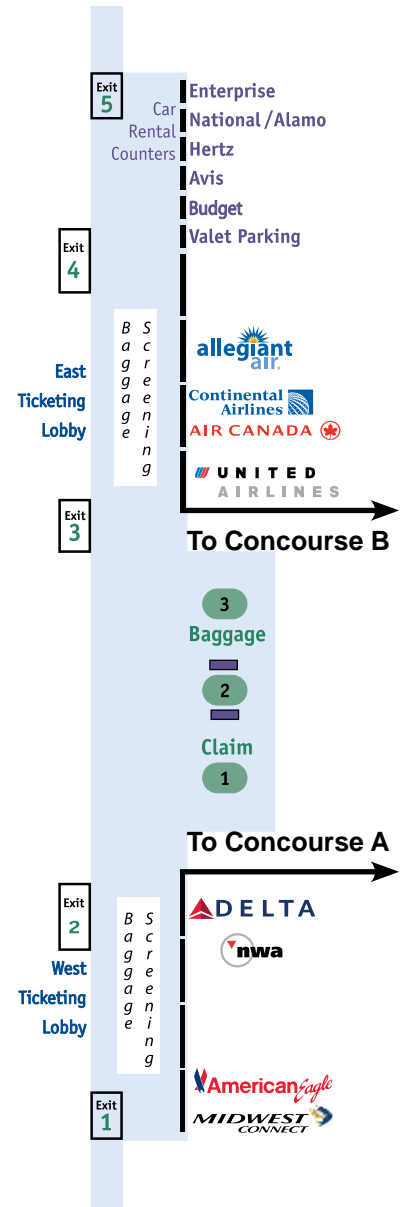 Exit
5
Car
Rental
Counters
Enterprise
National/Alamo
Hertz
Avis
Budget
Valet Parking
Exit
4
Baggage
Screening
East
Ticketing
Lobby
allegiant
air.
Continental
Airlines
AIR CANADA
UNITED
AIRLINES
Exit
3
To Concourse B
3
Baggage
2
Claim
1
To Concourse A
Exit
2
Baggage
Screening
West
Ticketing
Lobby
DELTA
nwa
American Eagle
MIDWEST
CONNECT
Exit
1